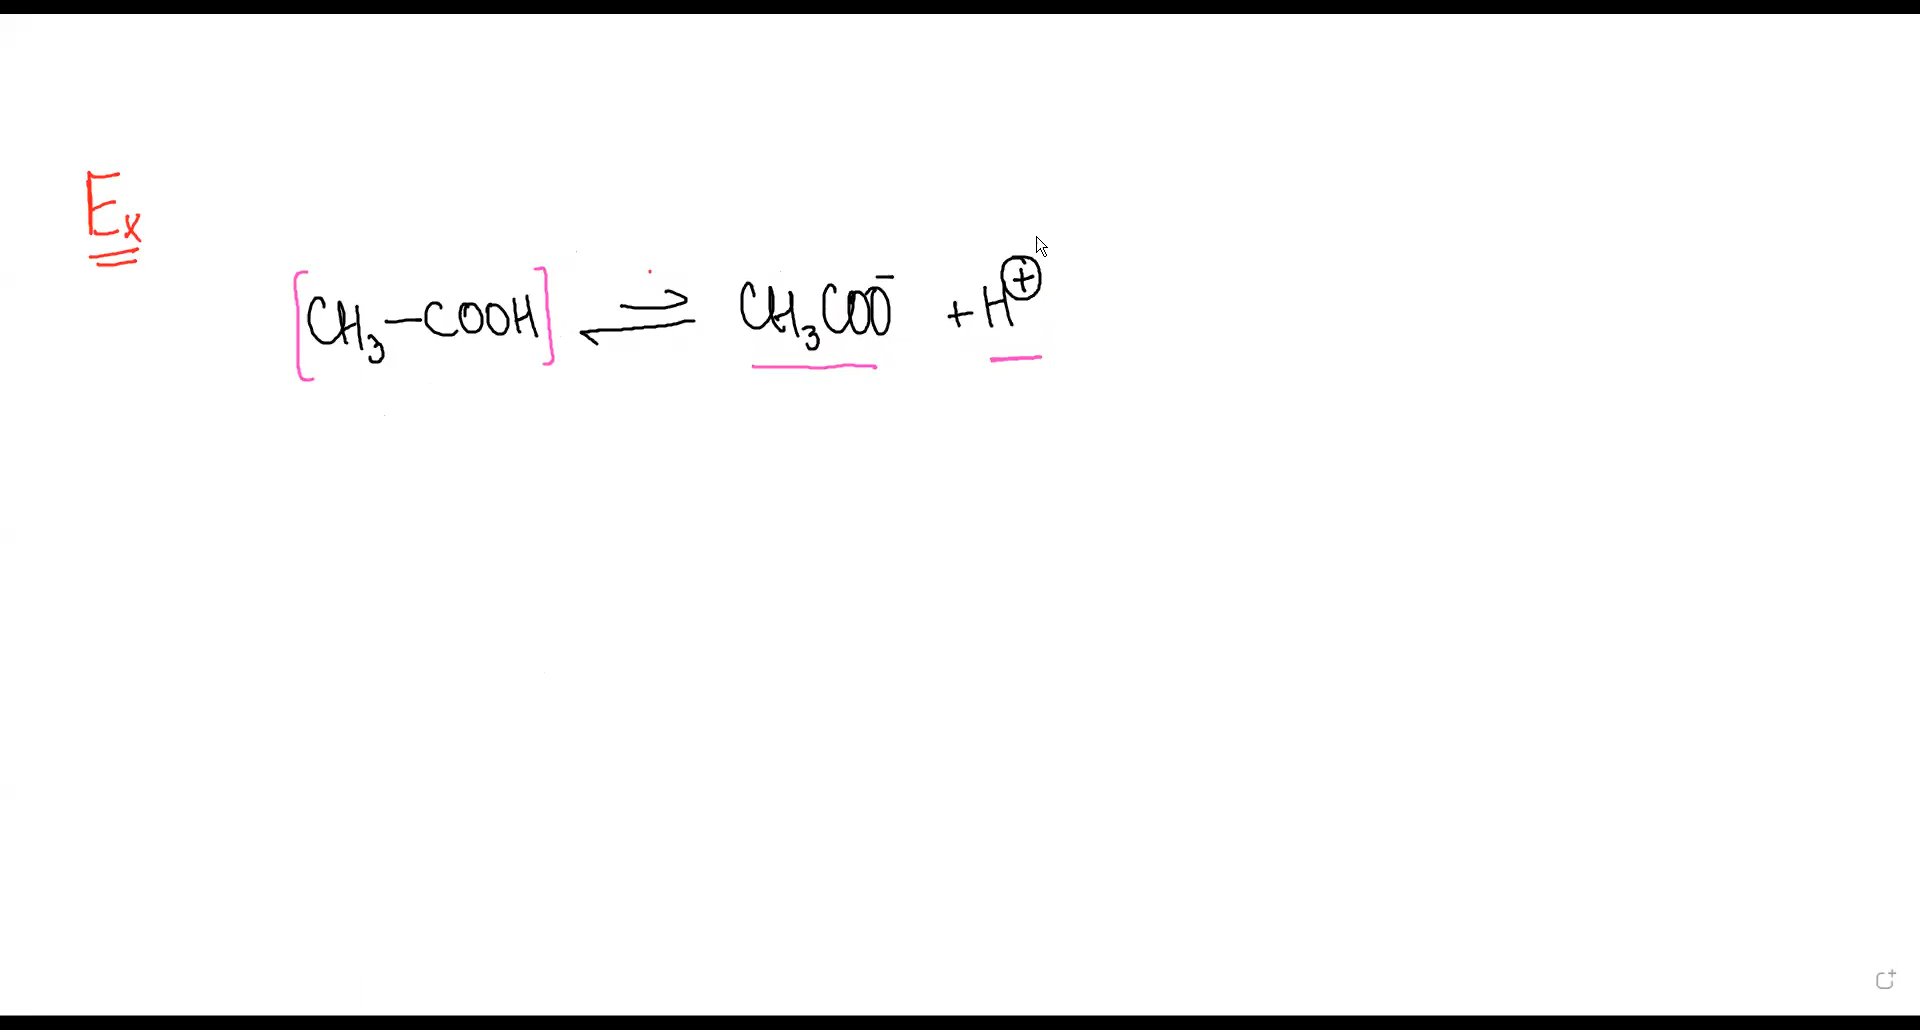 Ex
[CH₃-COOH] ⇌ CH₃COO⁻ + H⊕